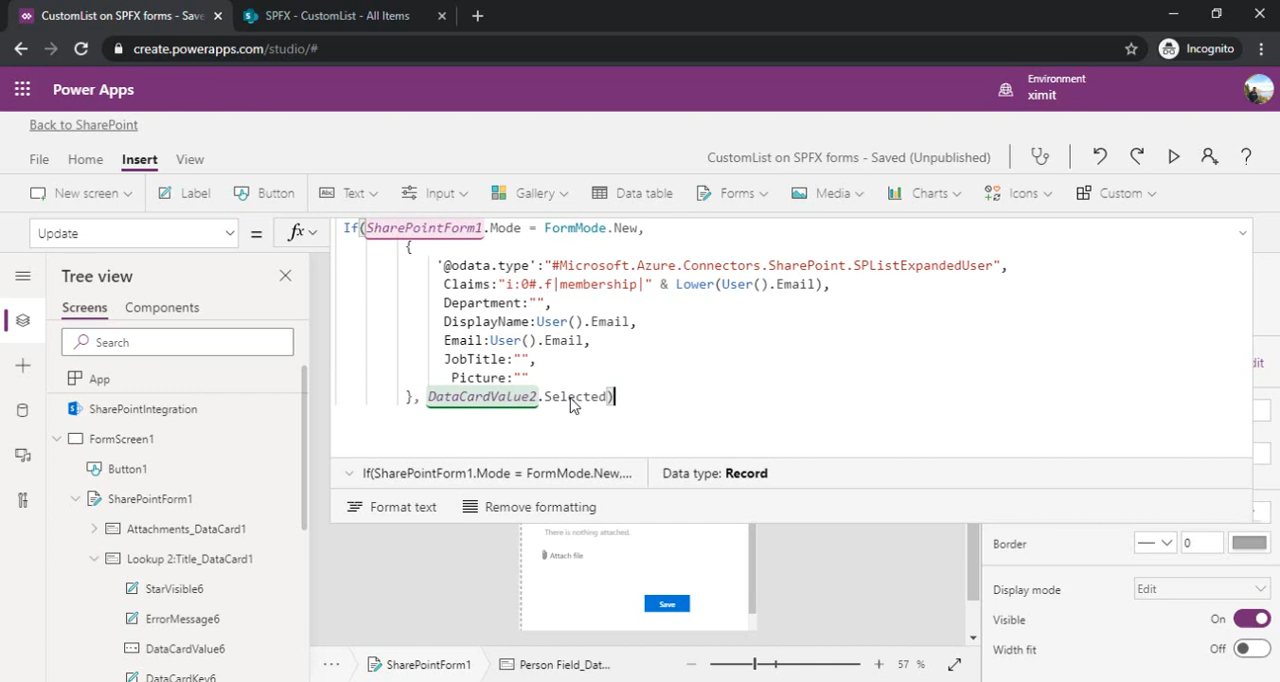 CustomList on SPFX forms - Save
SPFX - CustomList - All Items
create.powerapps.com/studio/#
Incognito
Power Apps
Environment
ximit
Back to SharePoint
File Home Insert View
CustomList on SPFX forms - Saved (Unpublished)
New screen Label Button Text Input Gallery Data table Forms Media Charts Icons Custom
Update = fx
If(SharePointForm1.Mode = FormMode.New,
{
'@odata.type':"#Microsoft.Azure.Connectors.SharePoint.SPListExpandedUser",
Claims:"i:0#.f|membership|" & Lower(User().Email),
Department:"",
DisplayName:User().Email,
Email:User().Email,
JobTitle:"",
Picture:""
}, DataCardValue2.Selected)
If(SharePointForm1.Mode = FormMode.New,... Data type: Record
Format text Remove formatting
Tree view
Screens Components
Search
App
SharePointIntegration
FormScreen1
Button1
SharePointForm1
Attachments_DataCard1
Lookup 2:Title_DataCard1
StarVisible6
ErrorMessage6
DataCardValue6
DataCardKey6
There is nothing attached.
Attach file
Save
Border 0
Display mode Edit
Visible On
Width fit Off
SharePointForm1 Person Field_Dat... 57 %